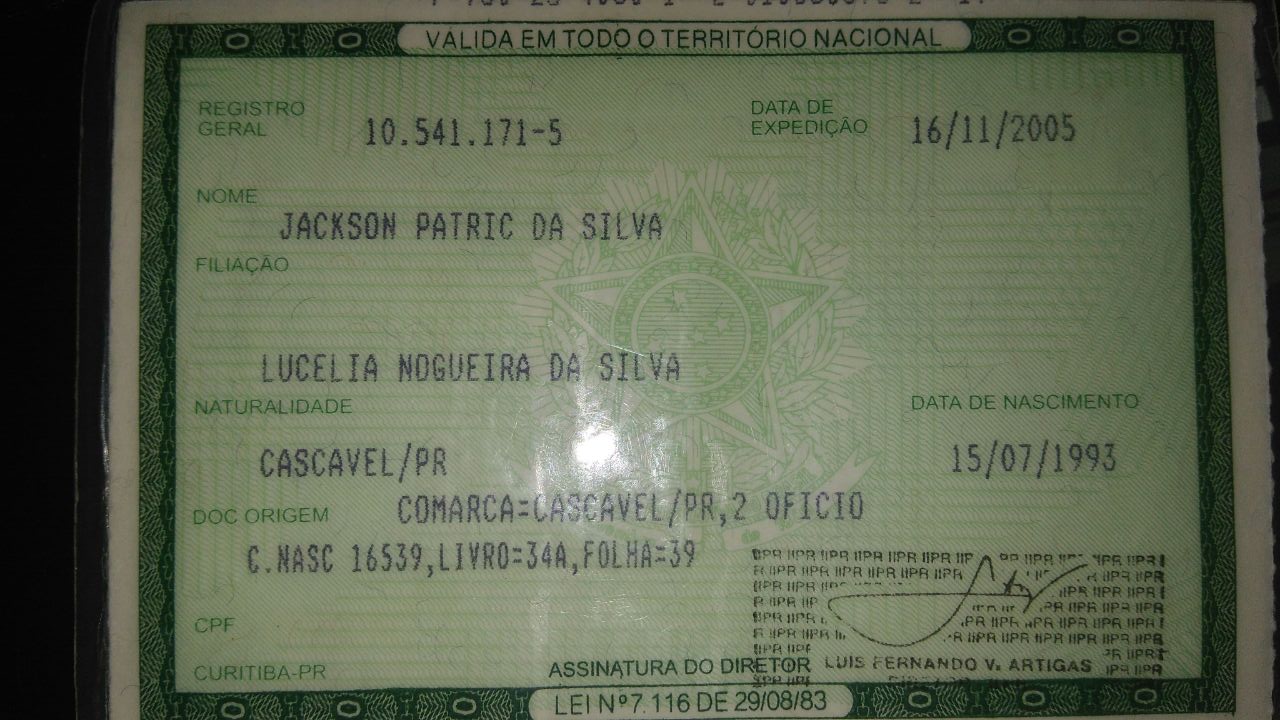 VÁLIDA EM TODO O TERRITÓRIO NACIONAL
REGISTRO GERAL 10.541.171-5 DATA DE EXPEDIÇÃO 16/11/2005
NOME
JACKSON PATRIC DA SILVA
FILIAÇÃO
LUCELIA NOGUEIRA DA SILVA
NATURALIDADE DATA DE NASCIMENTO
CASCAVEL/PR 15/07/1993
DOC ORIGEM COMARCA=CASCAVEL/PR,2 OFICIO
C.NASC 16539,LIVRO=34A,FOLHA=39
CPF
CURITIBA-PR ASSINATURA DO DIRETOR LUIS FERNANDO V. ARTIGAS
LEI Nº 7.116 DE 29/08/83